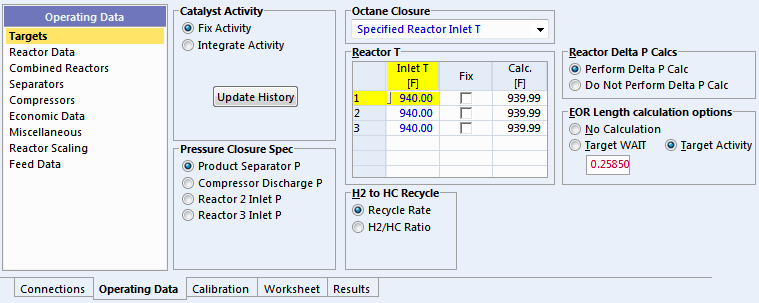 Operating Data
Targets
Reactor Data
Combined Reactors
Separators
Compressors
Economic Data
Miscellaneous
Reactor Scaling
Feed Data
Catalyst Activity
Fix Activity
Integrate Activity
Update History
Pressure Closure Spec
Product Separator P
Compressor Discharge P
Reactor 2 Inlet P
Reactor 3 Inlet P
Octane Closure
Specified Reactor Inlet T
Reactor T
Inlet T [F] Fix Calc. [F]
1 940.00 939.99
2 940.00 939.99
3 940.00 939.99
H2 to HC Recycle
Recycle Rate
H2/HC Ratio
Reactor Delta P Calcs
Perform Delta P Calc
Do Not Perform Delta P Calc
EOR Length calculation options
No Calculation
Target WAIT Target Activity
0.25850
Connections Operating Data Calibration Worksheet Results